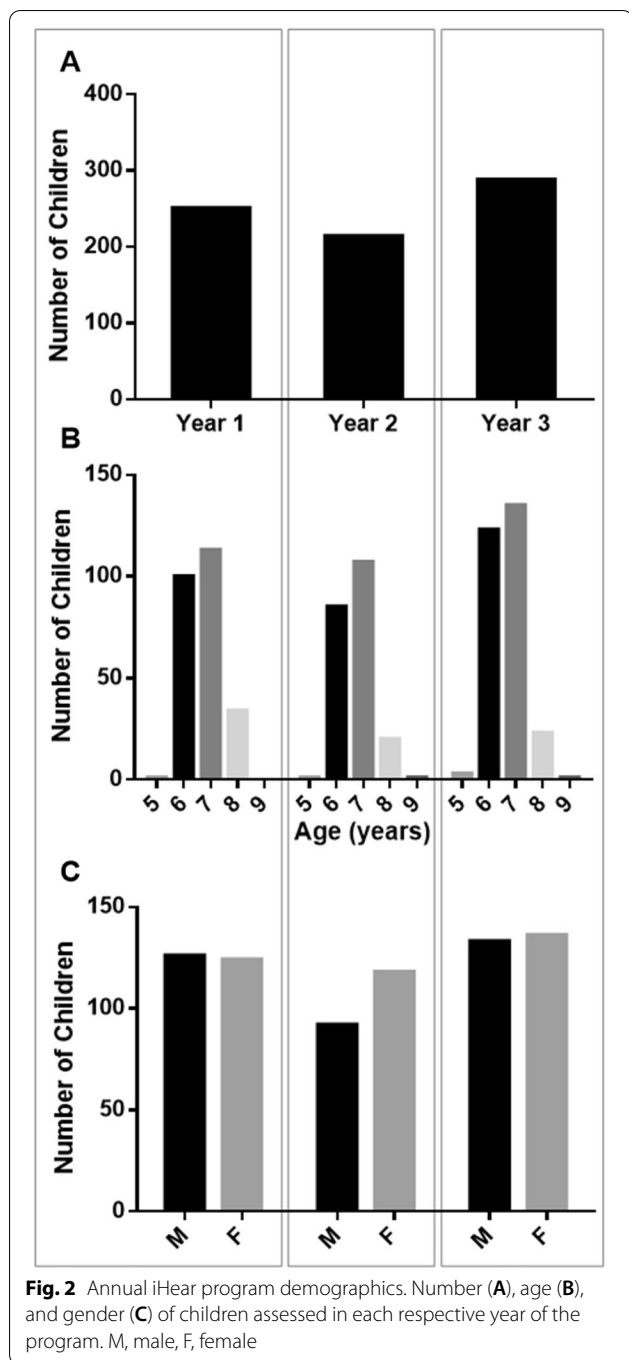 A
Number of Children
400
300
200
100
0
Year 1 Year 2 Year 3
B
Number of Children
150
100
50
0
5 6 7 8 9 5 6 7 8 9 5 6 7 8 9
Age (years)
C
Number of Children
150
100
50
0
M F M F M F
Fig. 2 Annual iHear program demographics. Number (A), age (B),
and gender (C) of children assessed in each respective year of the
program. M, male, F, female